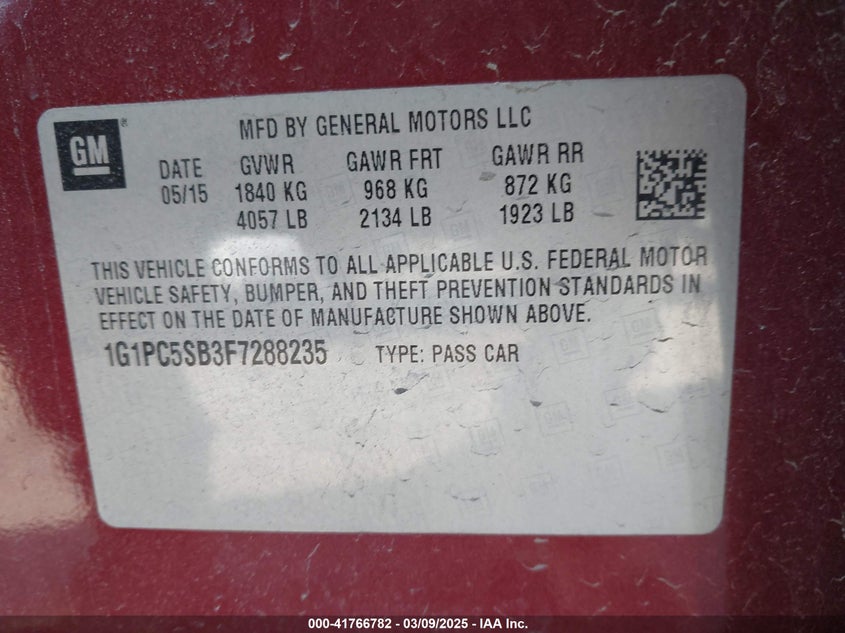 GM
MFD BY GENERAL MOTORS LLC
DATE GVWR GAWR FRT GAWR RR
05/15 1840 KG 968 KG 872 KG
4057 LB 2134 LB 1923 LB
THIS VEHICLE CONFORMS TO ALL APPLICABLE U.S. FEDERAL MOTOR
VEHICLE SAFETY, BUMPER, AND THEFT PREVENTION STANDARDS IN
EFFECT ON THE DATE OF MANUFACTURE SHOWN ABOVE.
1G1PC5SB3F7288235 TYPE: PASS CAR
000-41766782 — 03/09/2025 — IAA Inc.